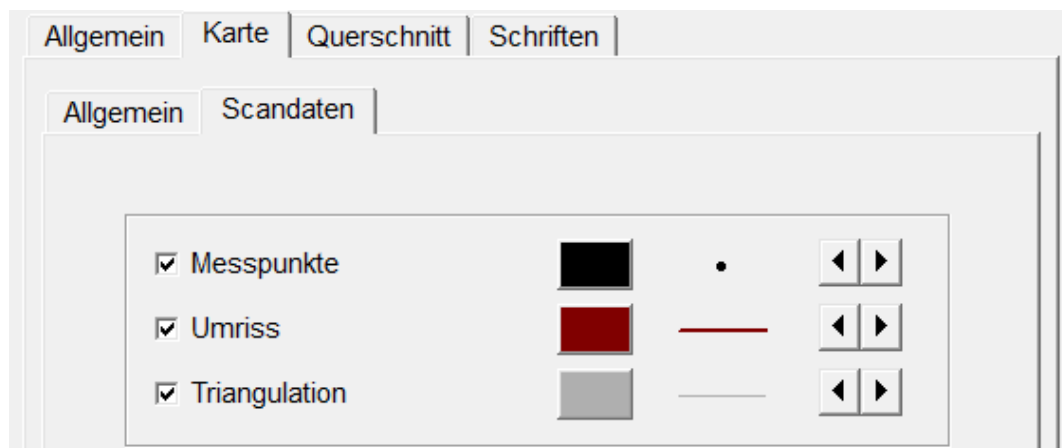 Allgemein Karte Querschnitt Schriften
Allgemein Scandaten
Messpunkte
Umriss
Triangulation